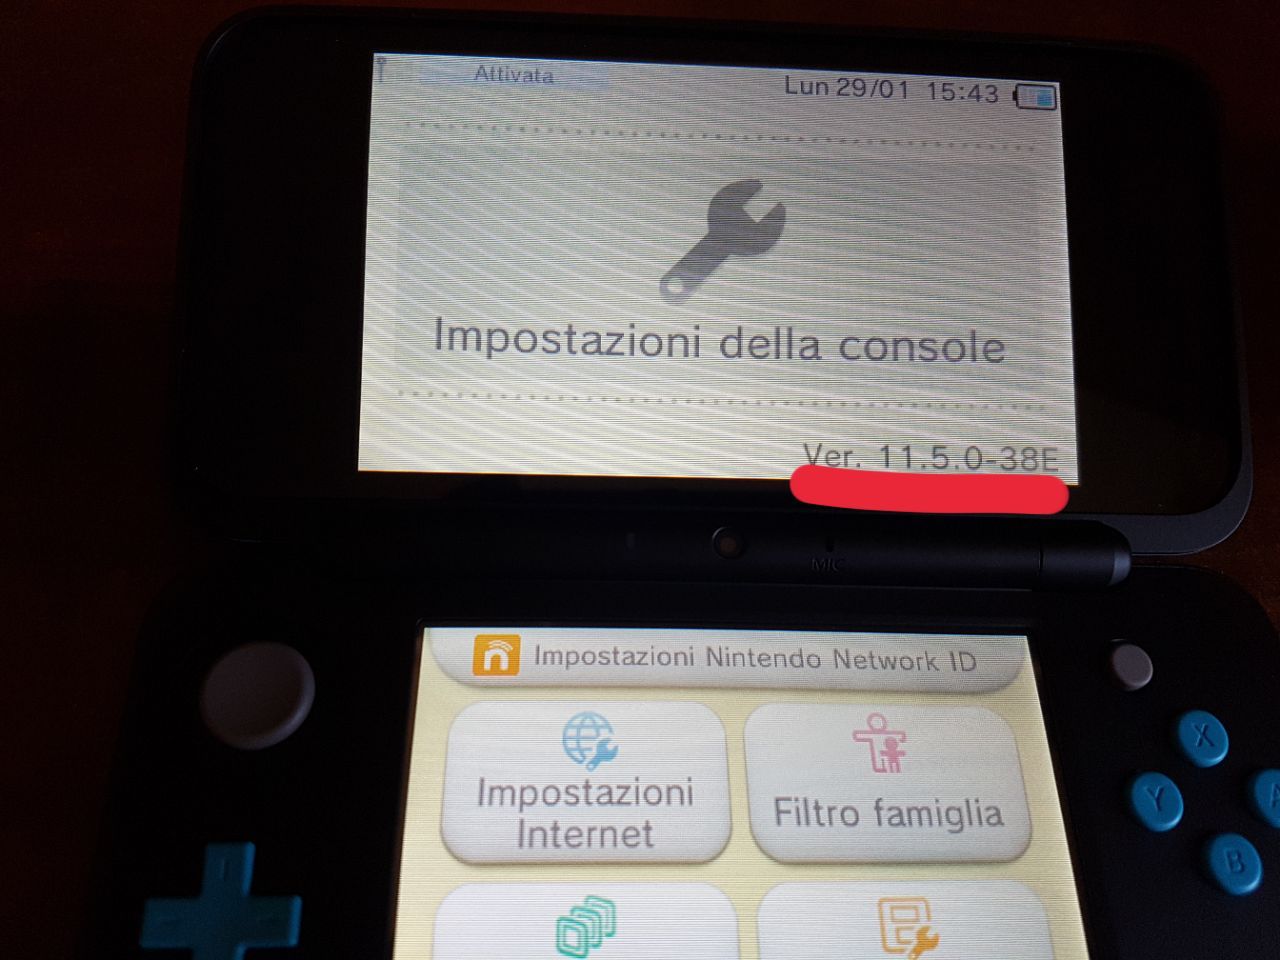 Attivata
Lun 29/01 15:43
Impostazioni della console
Ver. 11.5.0-38E
MIC
n Impostazioni Nintendo Network ID
Impostazioni
Internet
Filtro famiglia
X
Y
A
B